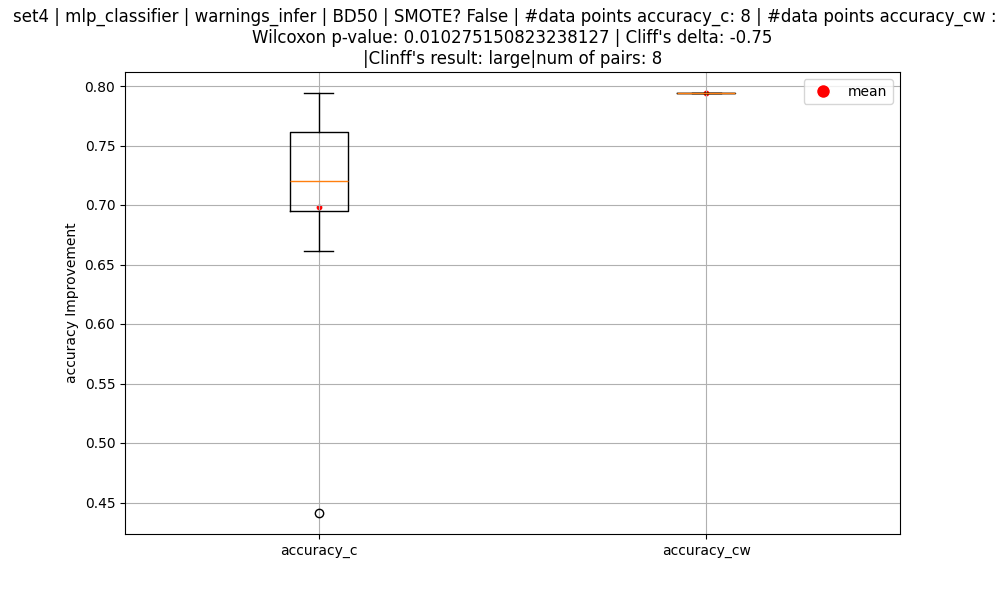 set4 | mlp_classifier | warnings_infer | BD50 | SMOTE? False | #data points accuracy_c: 8 | #data points accuracy_cw :
Wilcoxon p-value: 0.010275150823238127 | Cliff's delta: -0.75
|Clinff's result: large|num of pairs: 8
mean
0.80
0.75
0.70
0.65
0.60
0.55
0.50
0.45
accuracy Improvement
accuracy_c
accuracy_cw